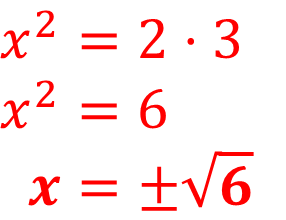 x² = 2 · 3
x² = 6
x = ±√6